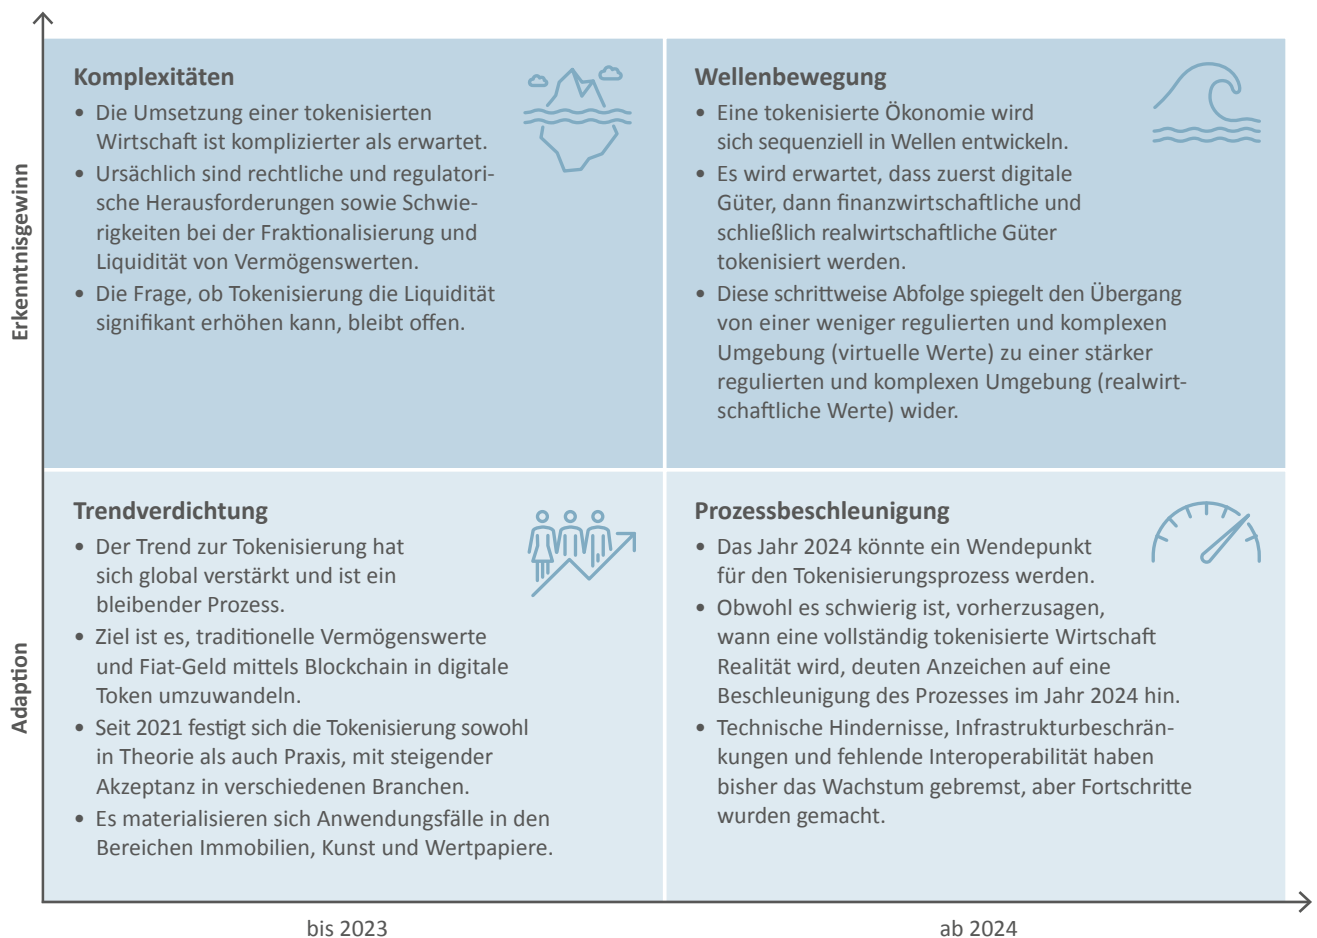 Erkenntnisgewinn
Komplexitäten
• Die Umsetzung einer tokenisierten
Wirtschaft ist komplizierter als erwartet.
• Ursächlich sind rechtliche und regulatori-
sche Herausforderungen sowie Schwie-
rigkeiten bei der Fraktionalisierung und
Liquidität von Vermögenswerten.
• Die Frage, ob Tokenisierung die Liquidität
signifikant erhöhen kann, bleibt offen.
Wellenbewegung
• Eine tokenisierte Ökonomie wird
sich sequenziell in Wellen entwickeln.
• Es wird erwartet, dass zuerst digitale
Güter, dann finanzwirtschaftliche und
schließlich realwirtschaftliche Güter
tokenisiert werden.
• Diese schrittweise Abfolge spiegelt den Übergang
von einer weniger regulierten und komplexen
Umgebung (virtuelle Werte) zu einer stärker
regulierten und komplexen Umgebung (realwirt-
schaftliche Werte) wider.
Adaption
Trendverdichtung
• Der Trend zur Tokenisierung hat
sich global verstärkt und ist ein
bleibender Prozess.
• Ziel ist es, traditionelle Vermögenswerte
und Fiat-Geld mittels Blockchain in digitale
Token umzuwandeln.
• Seit 2021 festigt sich die Tokenisierung sowohl
in Theorie als auch Praxis, mit steigender
Akzeptanz in verschiedenen Branchen.
• Es materialisieren sich Anwendungsfälle in den
Bereichen Immobilien, Kunst und Wertpapiere.
Prozessbeschleunigung
• Das Jahr 2024 könnte ein Wendepunkt
für den Tokenisierungsprozess werden.
• Obwohl es schwierig ist, vorherzusagen,
wann eine vollständig tokenisierte Wirtschaft
Realität wird, deuten Anzeichen auf eine
Beschleunigung des Prozesses im Jahr 2024 hin.
• Technische Hindernisse, Infrastrukturbeschrän-
kungen und fehlende Interoperabilität haben
bisher das Wachstum gebremst, aber Fortschritte
wurden gemacht.
bis 2023
ab 2024